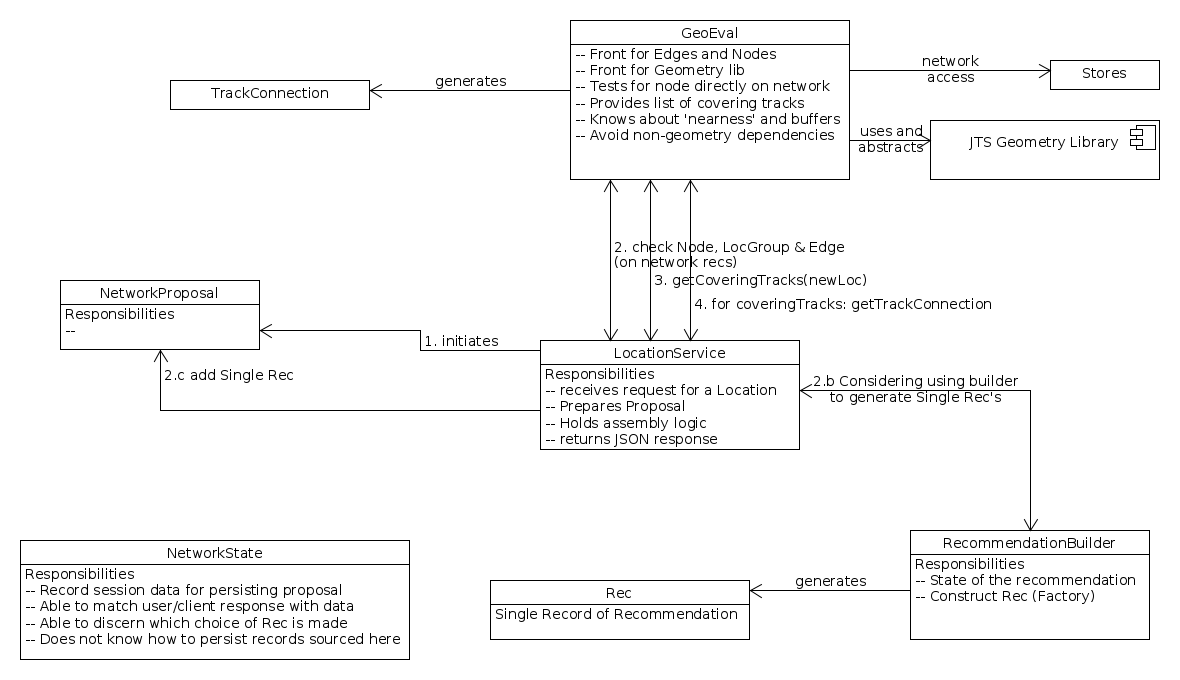 GeoEval
-- Front for Edges and Nodes
-- Front for Geometry lib
-- Tests for node directly on network
-- Provides list of covering tracks
-- Knows about 'nearness' and buffers
-- Avoid non-geometry dependencies
network
access
Stores
generates
TrackConnection
uses and
abstracts
JTS Geometry Library
2. check Node, LocGroup & Edge
(on network recs)
3. getCoveringTracks(newLoc)
4. for coveringTracks: getTrackConnection
NetworkProposal
Responsibilities
--
1. initiates
2.c add Single Rec
LocationService
Responsibilities
-- receives request for a Location
-- Prepares Proposal
-- Holds assembly logic
-- returns JSON response
2.b Considering using builder
to generate Single Rec's
NetworkState
Responsibilities
-- Record session data for persisting proposal
-- Able to match user/client response with data
-- Able to discern which choice of Rec is made
-- Does not know how to persist records sourced here
Rec
Single Record of Recommendation
generates
RecommendationBuilder
Responsibilities
-- State of the recommendation
-- Construct Rec (Factory)